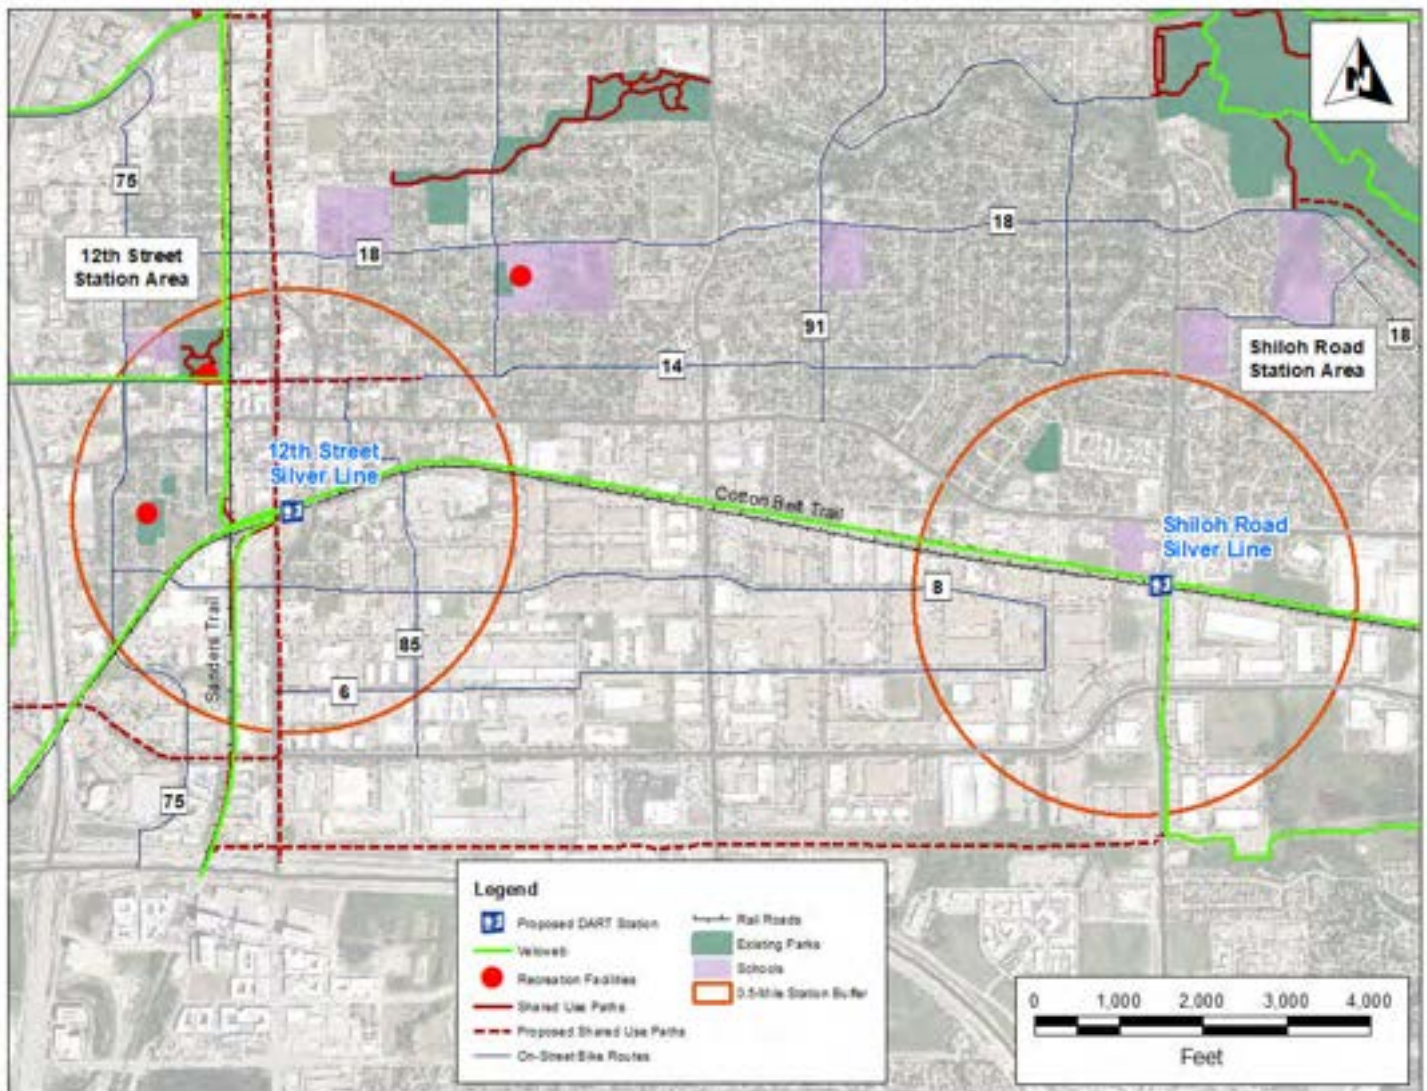 N
75
18
18
12th Street
Station Area
91
18
14
Shiloh Road
Station Area
12th Street
Silver Line
Cotton Belt Trail
Shiloh Road
Silver Line
8
Sanders Trail
85
6
75
Legend
Proposed DART Station
Veloweb
Recreation Facilities
Shared Use Paths
Proposed Shared Use Paths
On-Street Bike Routes
Rail Roads
Existing Parks
Schools
0.5-Mile Station Buffer
0 1,000 2,000 3,000 4,000
Feet